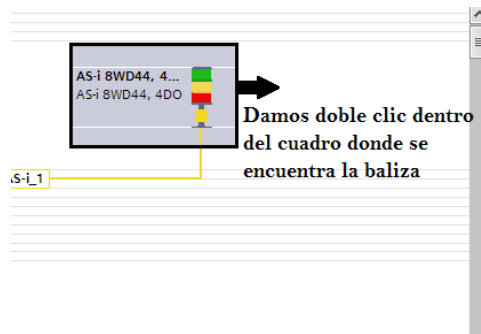 AS-i 8WD44, 4...
AS-i 8WD44, 4DO
Damos doble clic dentro
del cuadro donde se
encuentra la baliza
AS-i_1